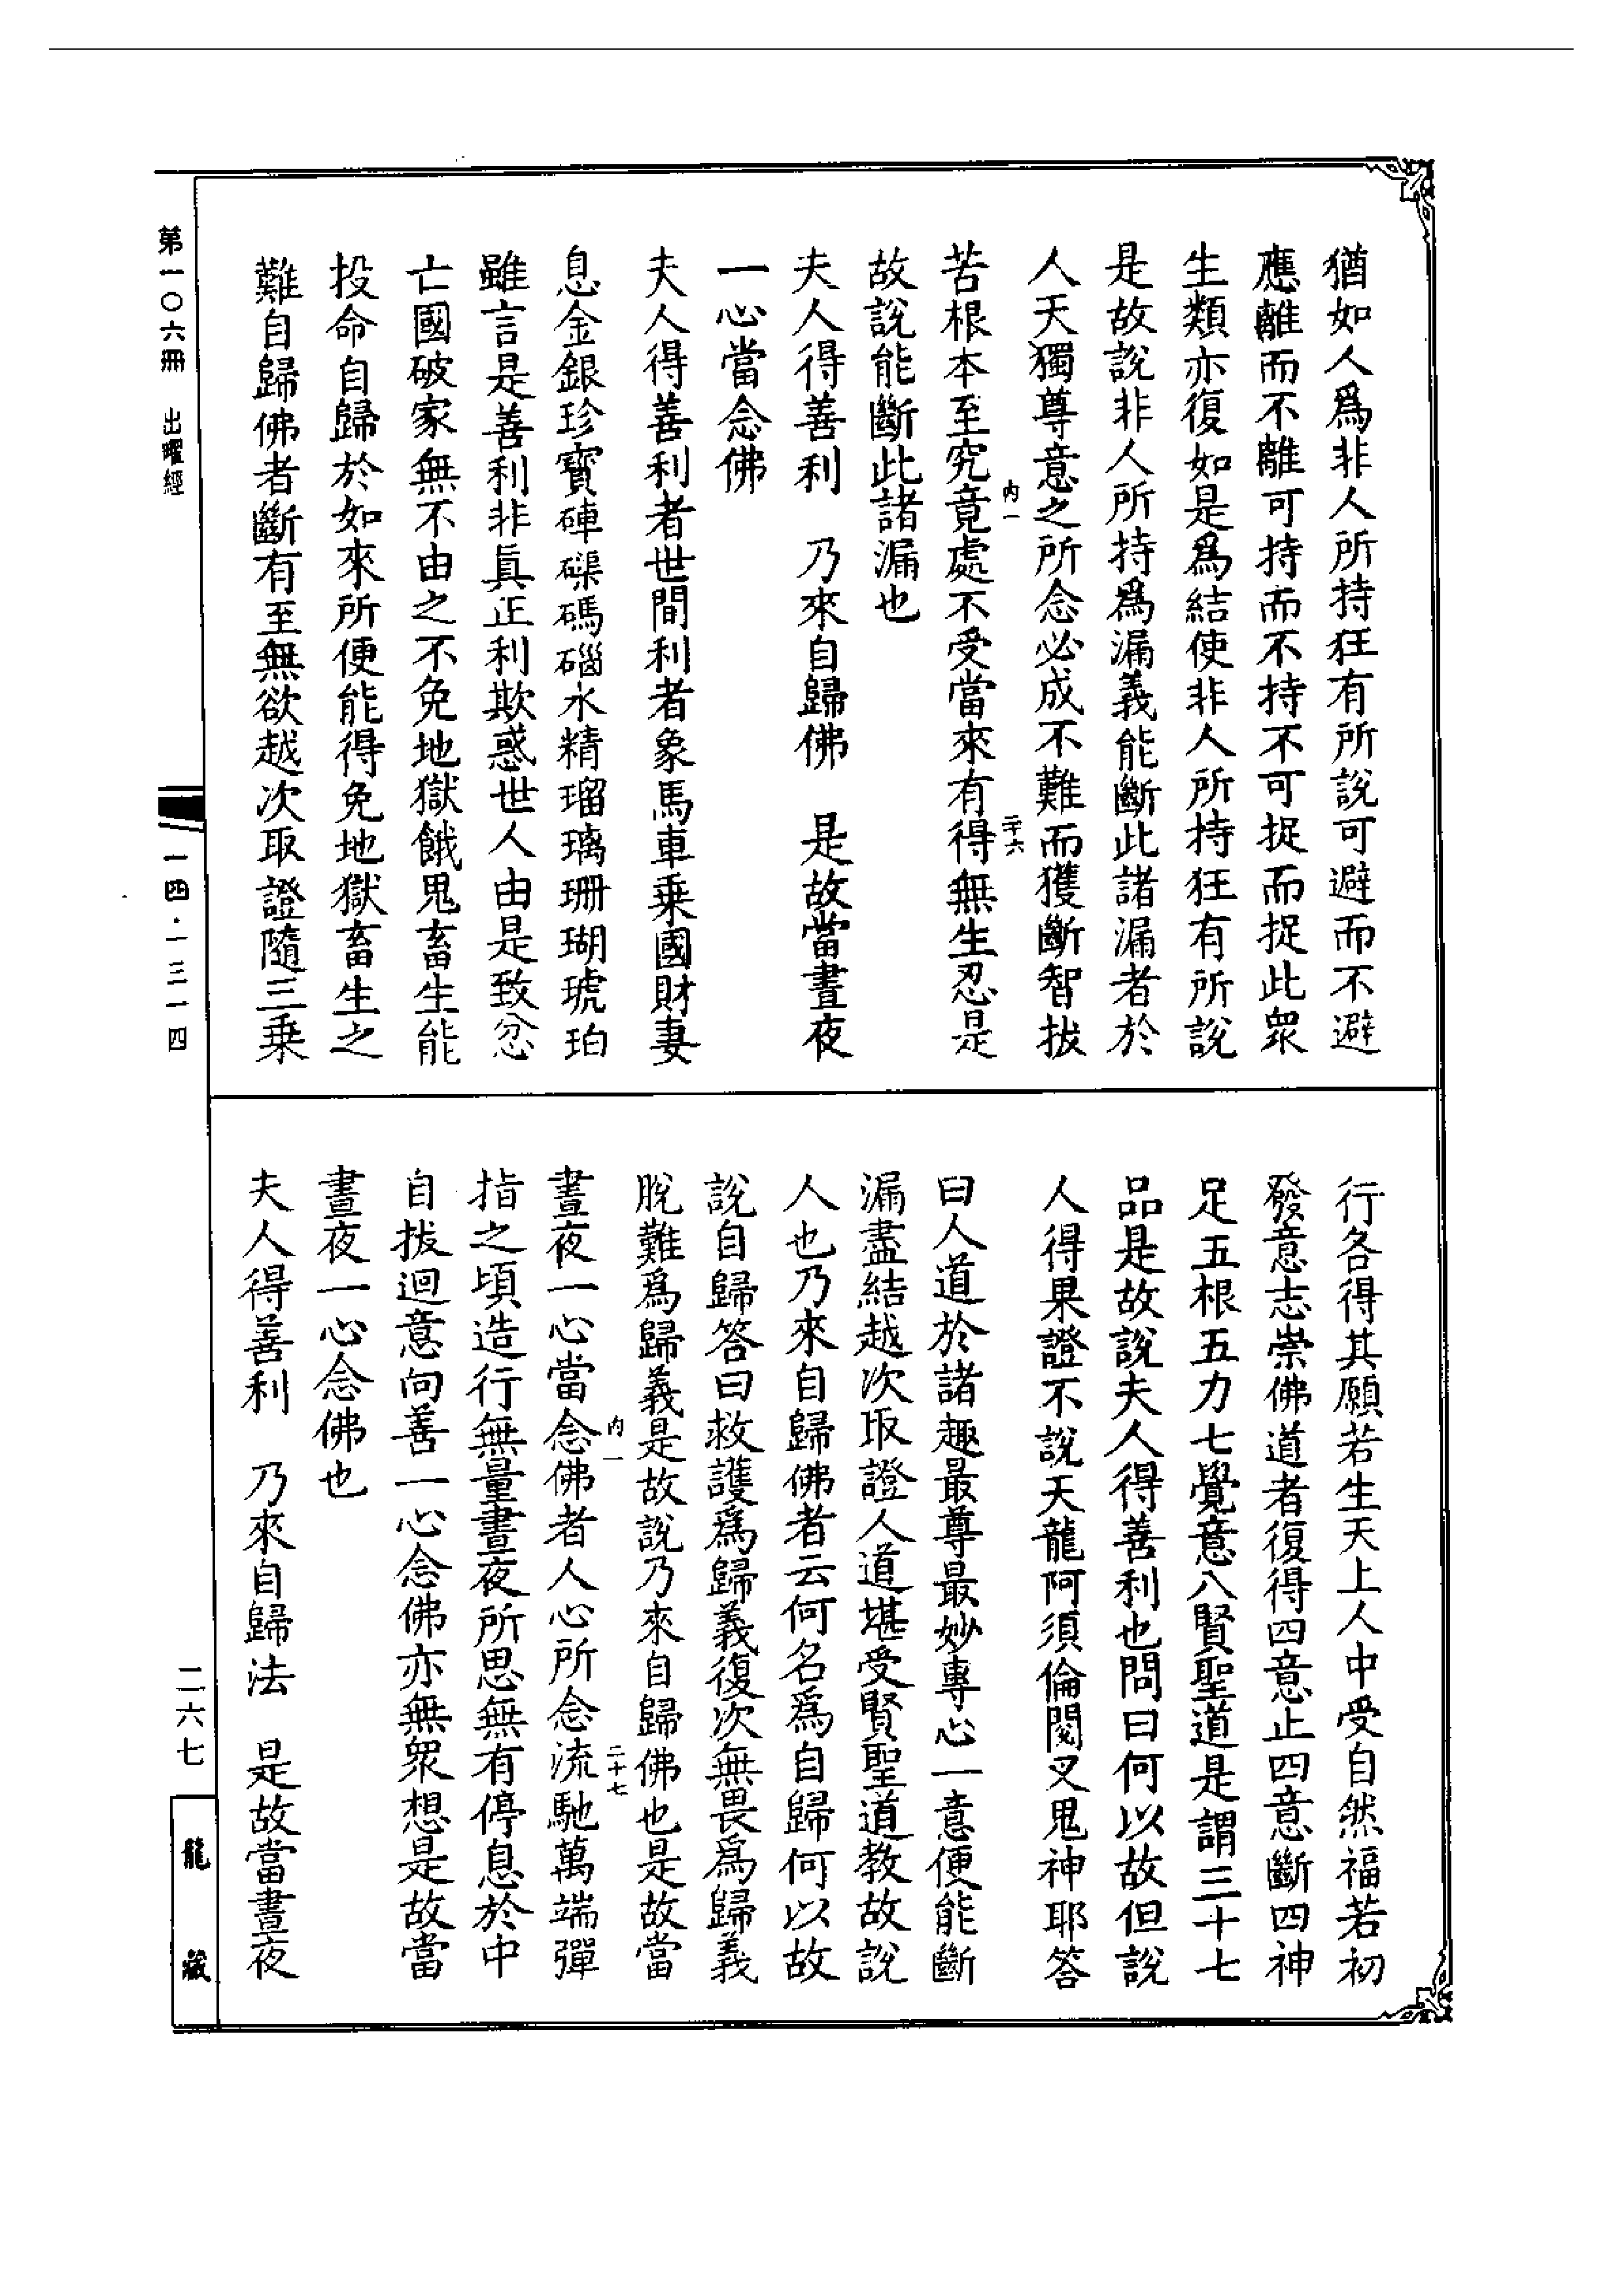 猶如人爲非人所持狂有所說可避而不避
應離而不離可持而不持不可捉而捉此眾
生類亦復如是爲結使非人所持狂有所說
是故說非人所持爲漏義能斷此諸漏者於
人天獨尊意之所念必成不難而獲斷智拔
内一
二十六
苦根本至究竟處不受當來有得無生忍是
故說能斷此諸漏也
夫人得善利　乃來自歸佛　是故當晝夜
一心當念佛
夫人得善利者世間利者象馬車乘國財妻
息金銀珍寶硨磲碼碯水精瑠璃珊瑚琥珀
雖言是善利非眞正利欺惑世人由是致忿
亡國破家無不由之不免地獄餓鬼畜生能
投命自歸於如來所便能得免地獄畜生之
難自歸佛者斷有至無欲越次取證隨三乘
行各得其願若生天上人中受自然福若初
發意志崇佛道者復得四意止四意斷四神
足五根五力七覺意八賢聖道是謂三十七
品是故說夫人得善利也問曰何以故但說
人得果證不說天龍阿須倫閱叉鬼神耶答
曰人道於諸趣最尊最妙專心一意便能斷
漏盡結越次取證人道堪受賢聖道教故說
人也乃來自歸佛者云何名爲自歸何以故
說自歸答曰救護爲歸義復次無畏爲歸義
脫難爲歸義是故說乃來自歸佛也是故當
内一
二十七
晝夜一心當念佛者人心所念流馳萬端彈
指之頃造行無量晝夜所思無有停息於中
自拔迴意向善一心念佛亦無眾想是故當
晝夜一心念佛也
夫人得善利　乃來自歸法　是故當晝夜
第一〇六冊　出曜經
一四·一三一四
二六七
龍藏